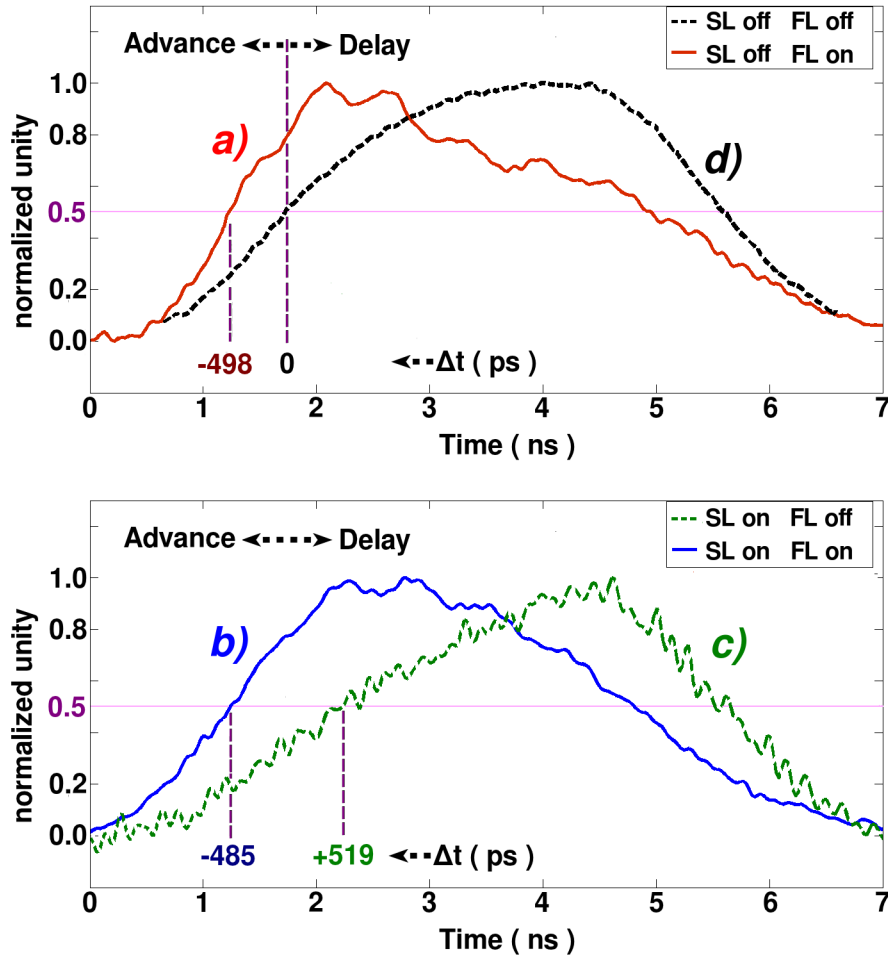 SL off FL off
SL off FL on
Advance Delay
a)
d)
normalized unity
1.0
0.8
0.5
0.2
0.0
-498 0 Δt ( ps )
0 1 2 3 4 5 6 7
Time ( ns )
SL on FL off
SL on FL on
Advance Delay
b)
c)
normalized unity
1.0
0.8
0.5
0.2
0.0
-485 +519 Δt ( ps )
0 1 2 3 4 5 6 7
Time ( ns )